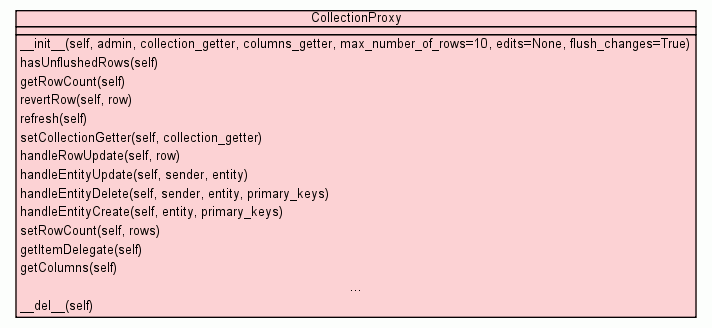 CollectionProxy
__init__(self, admin, collection_getter, columns_getter, max_number_of_rows=10, edits=None, flush_changes=True)
hasUnflushedRows(self)
getRowCount(self)
revertRow(self, row)
refresh(self)
setCollectionGetter(self, collection_getter)
handleRowUpdate(self, row)
handleEntityUpdate(self, sender, entity)
handleEntityDelete(self, sender, entity, primary_keys)
handleEntityCreate(self, entity, primary_keys)
setRowCount(self, rows)
getItemDelegate(self)
getColumns(self)
...
__del__(self)